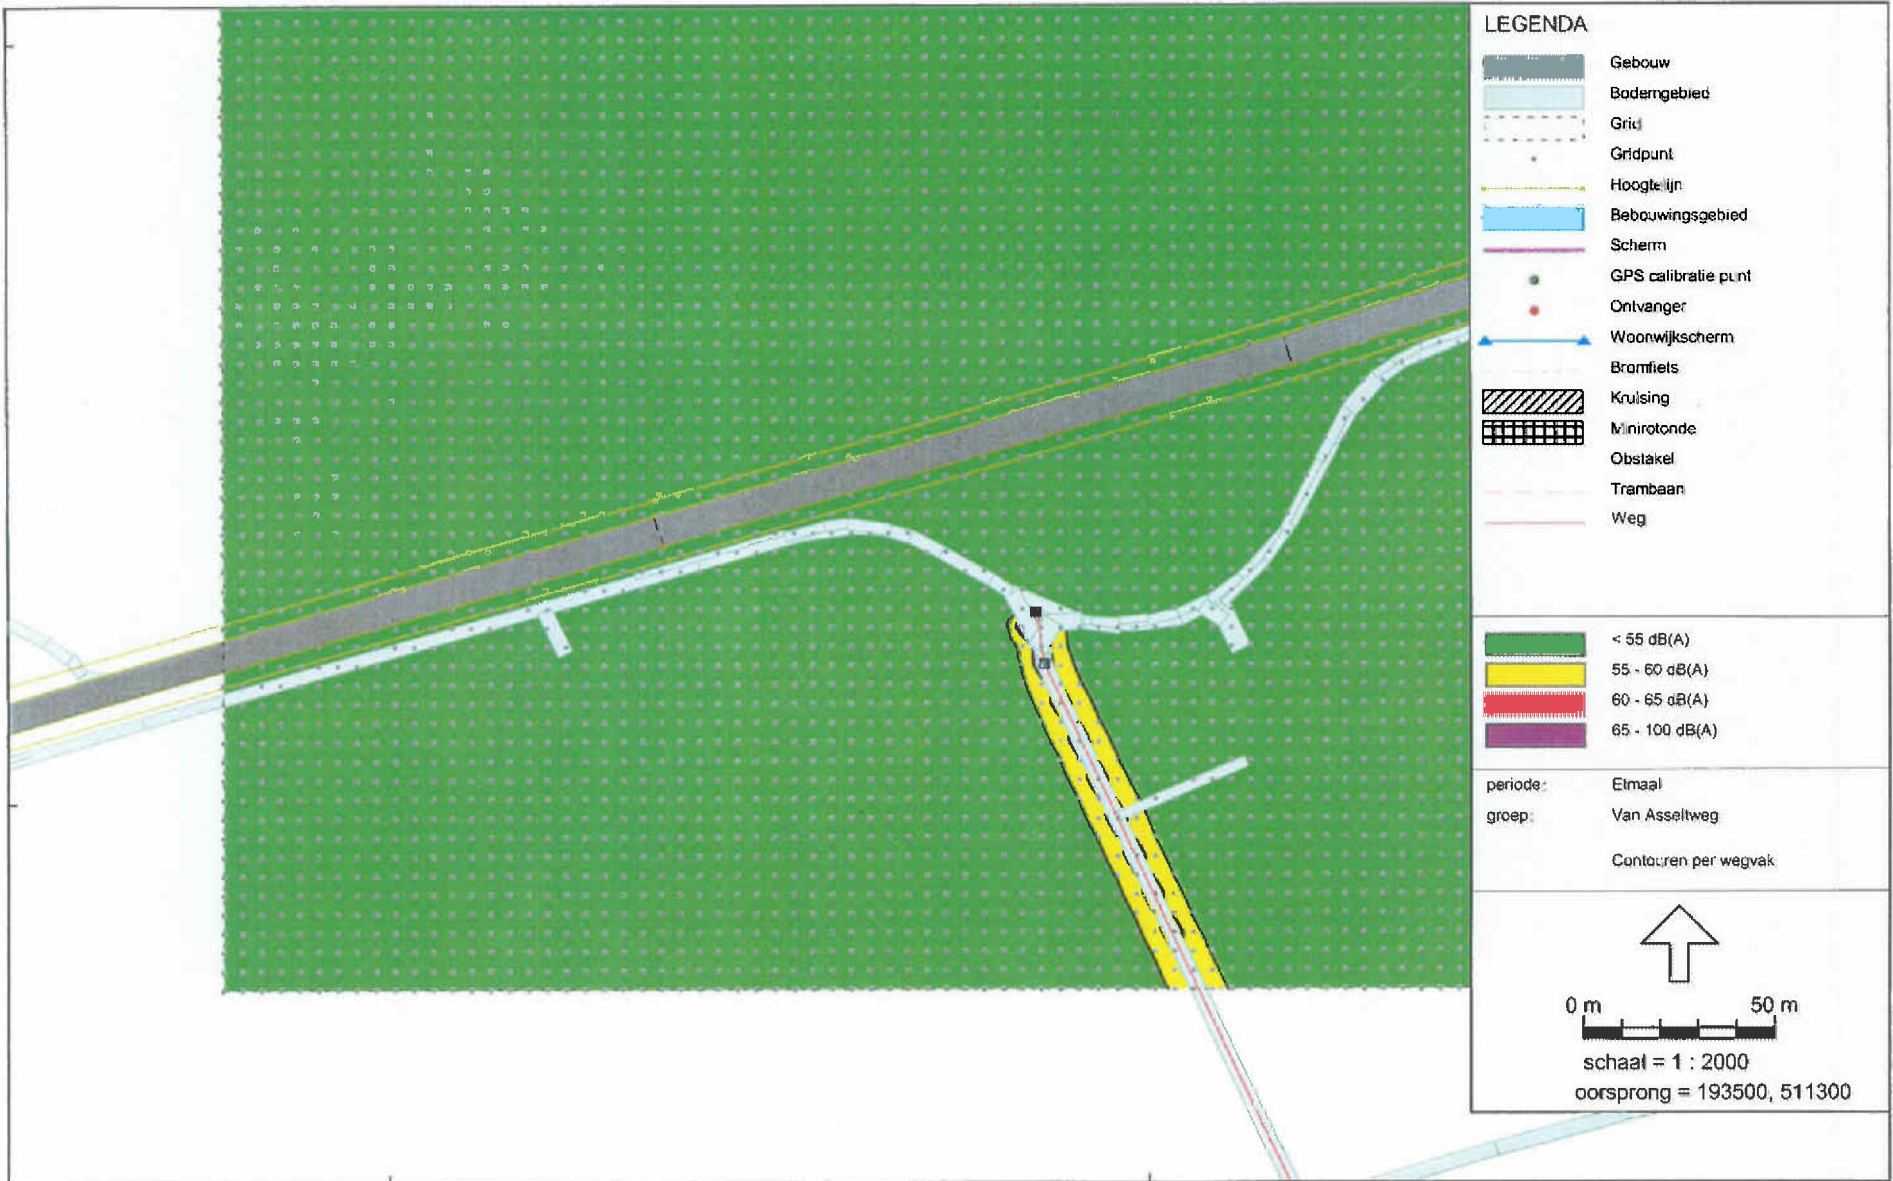 LEGENDA
Gebouw
Bodemgebied
Grid
Gridpunt
Hoogtelijn
Bebouwingsgebied
Scherm
GPS calibratie punt
Ontvanger
Woonwijkscherm
Bromfiets
Kruising
Minirotonde
Obstakel
Trambaan
Weg
< 55 dB(A)
55 - 60 dB(A)
60 - 65 dB(A)
65 - 100 dB(A)
periode: Etmaal
groep: Van Asseltweg
Contouren per wegvak
0 m 50 m
schaal = 1 : 2000
oorsprong = 193500, 511300